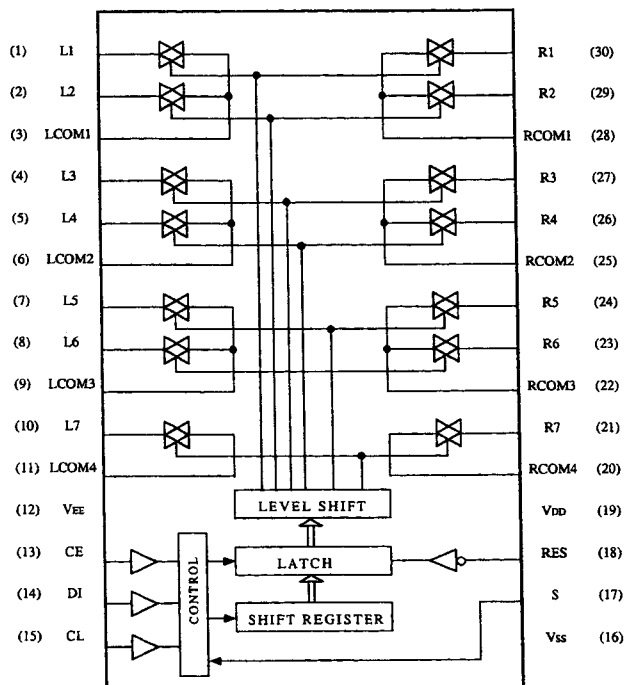 (1) L1 R1 (30)
(2) L2 R2 (29)
(3) LCOM1 RCOM1 (28)
(4) L3 R3 (27)
(5) L4 R4 (26)
(6) LCOM2 RCOM2 (25)
(7) L5 R5 (24)
(8) L6 R6 (23)
(9) LCOM3 RCOM3 (22)
(10) L7 R7 (21)
(11) LCOM4 RCOM4 (20)
(12) VEE LEVEL SHIFT VDD (19)
(13) CE LATCH RES (18)
(14) DI CONTROL SHIFT REGISTER S (17)
(15) CL Vss (16)